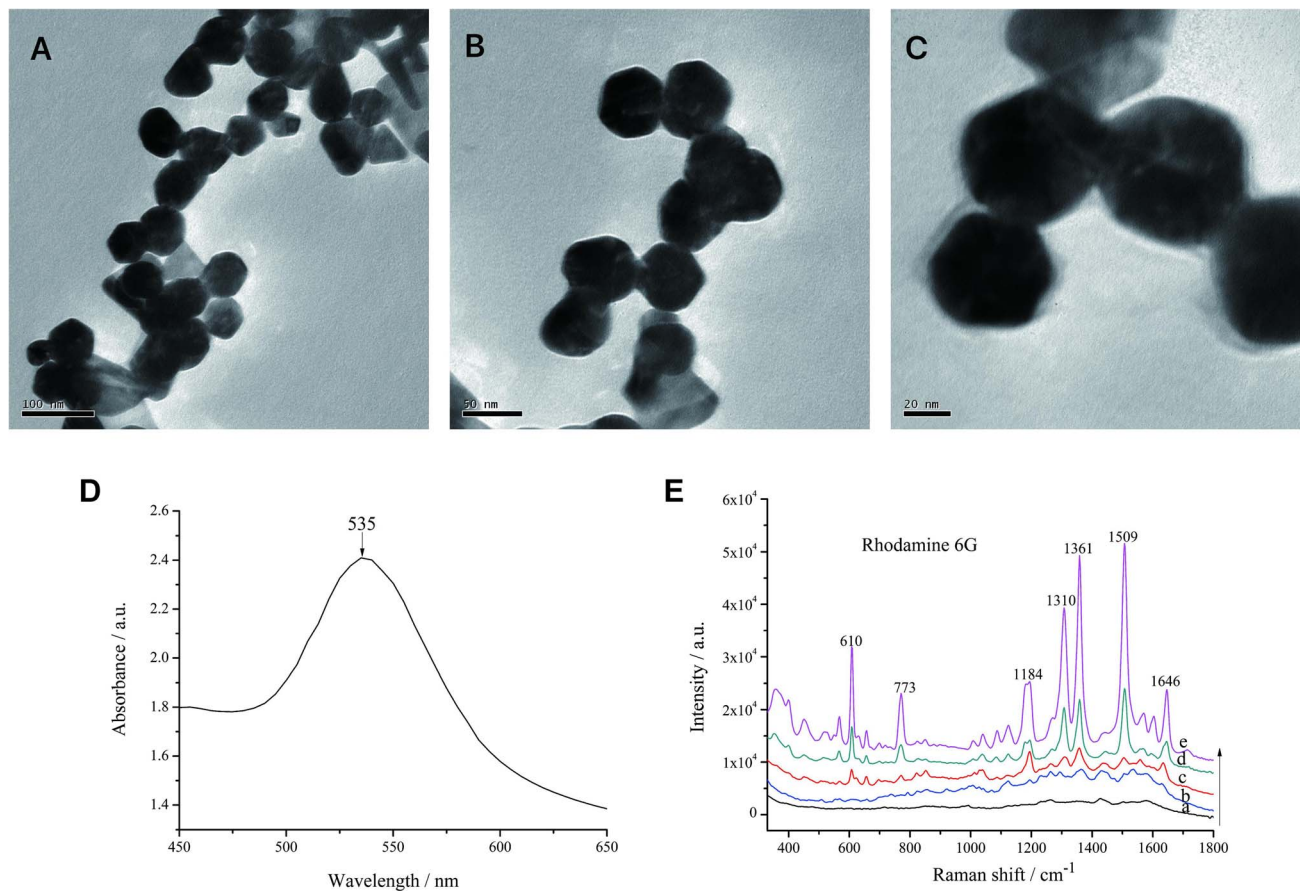 A
B
C
100 nm
50 nm
20 nm
D
535
2.6
2.4
2.2
2.0
1.8
1.6
1.4
450
500
550
600
650
Absorbance / a.u.
Wavelength / nm
E
Rhodamine 6G
6x10⁴
5x10⁴
4x10⁴
3x10⁴
2x10⁴
1x10⁴
0
610
773
1184
1310
1361
1509
1646
e
d
c
b
a
400
600
800
1000
1200
1400
1600
1800
Intensity / a.u.
Raman shift / cm⁻¹